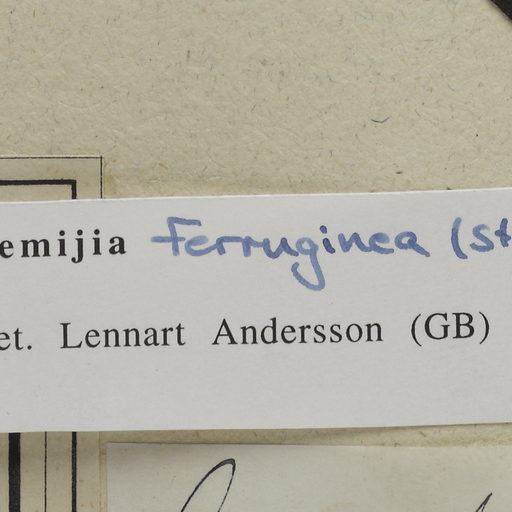 emijia ferruginea (St
et. Lennart Andersson (GB)